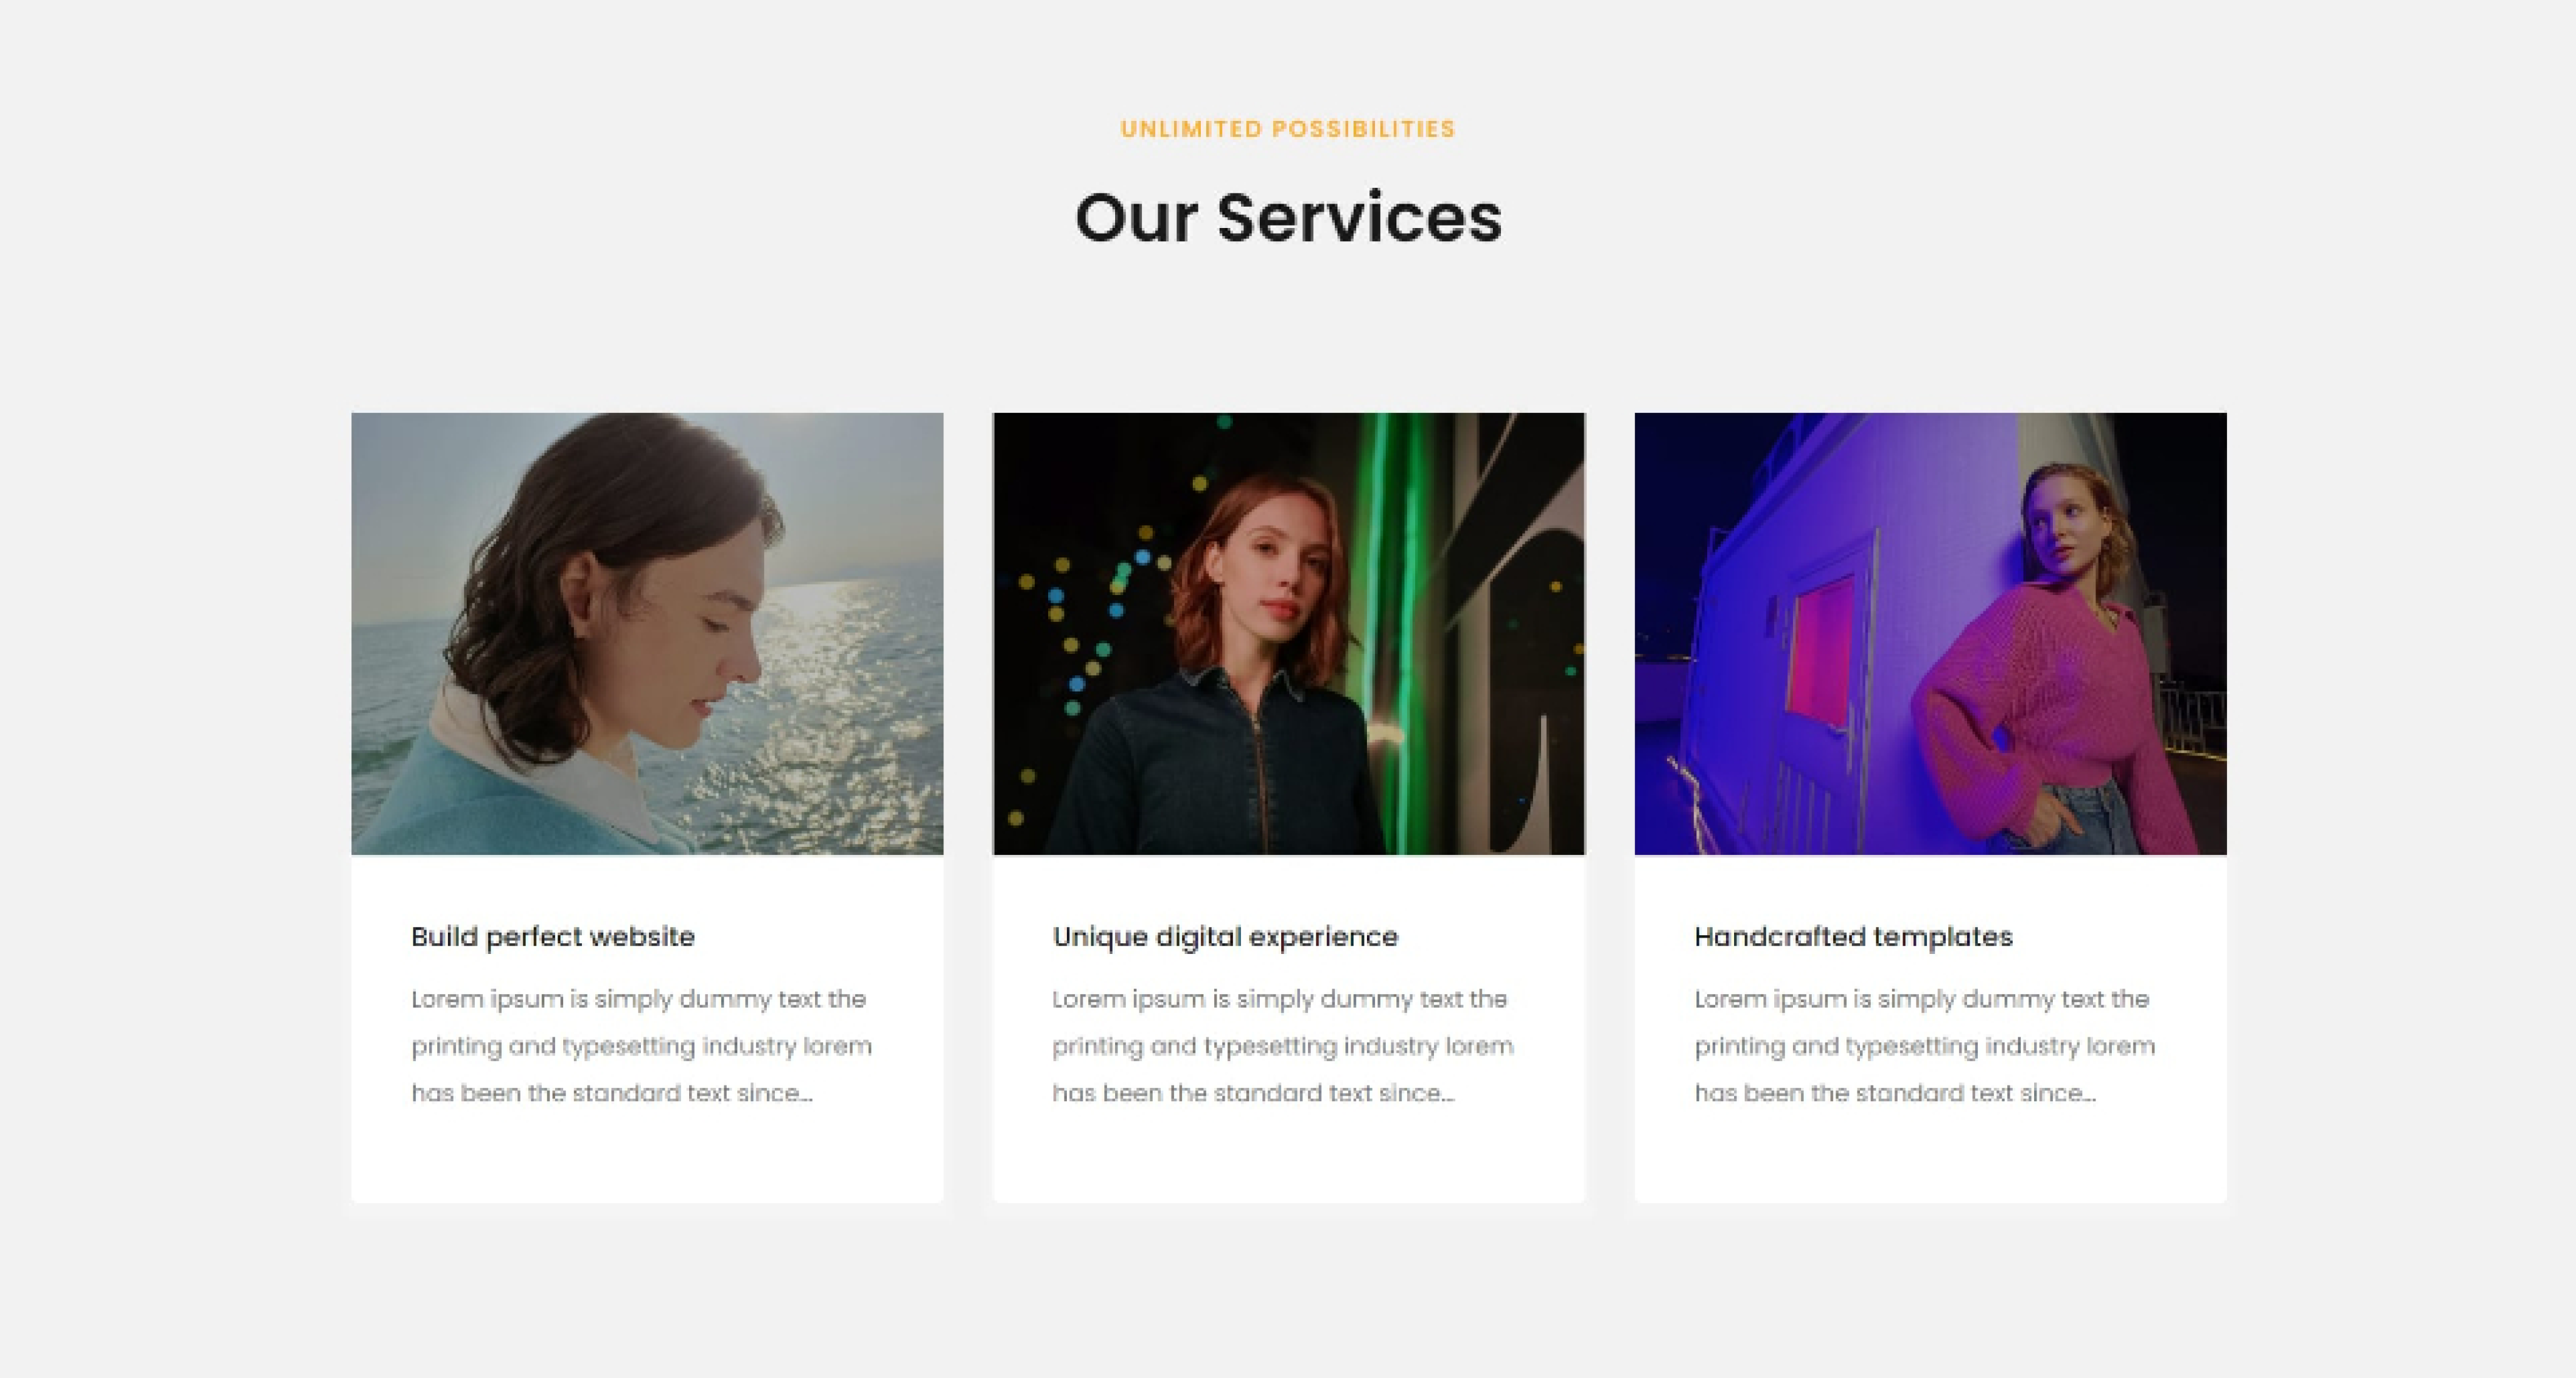 UNLIMITED POSSIBILITIES
Our Services
Build perfect website
Lorem ipsum is simply dummy text the
printing and typesetting industry lorem
has been the standard text since...
Unique digital experience
Lorem ipsum is simply dummy text the
printing and typesetting industry lorem
has been the standard text since...
Handcrafted templates
Lorem ipsum is simply dummy text the
printing and typesetting industry lorem
has been the standard text since...